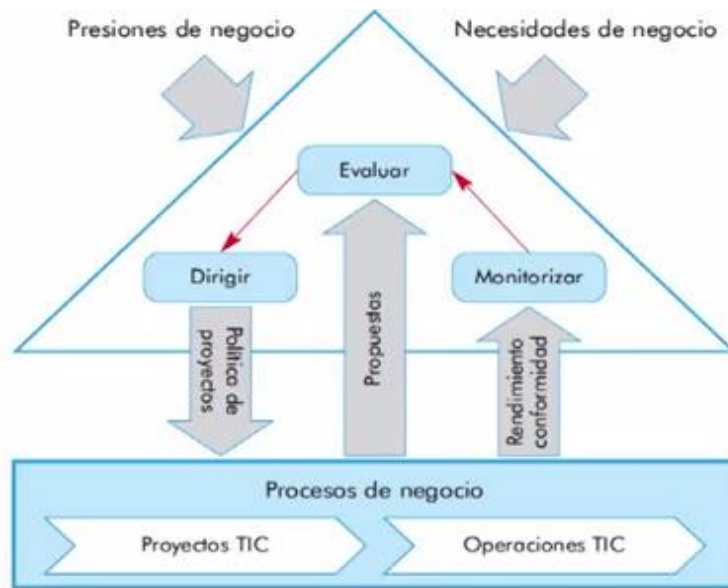 Presiones de negocio
Necesidades de negocio
Evaluar
Dirigir
Monitorizar
Política de
proyectos
Propuestas
Rendimiento
conformidad
Procesos de negocio
Proyectos TIC
Operaciones TIC